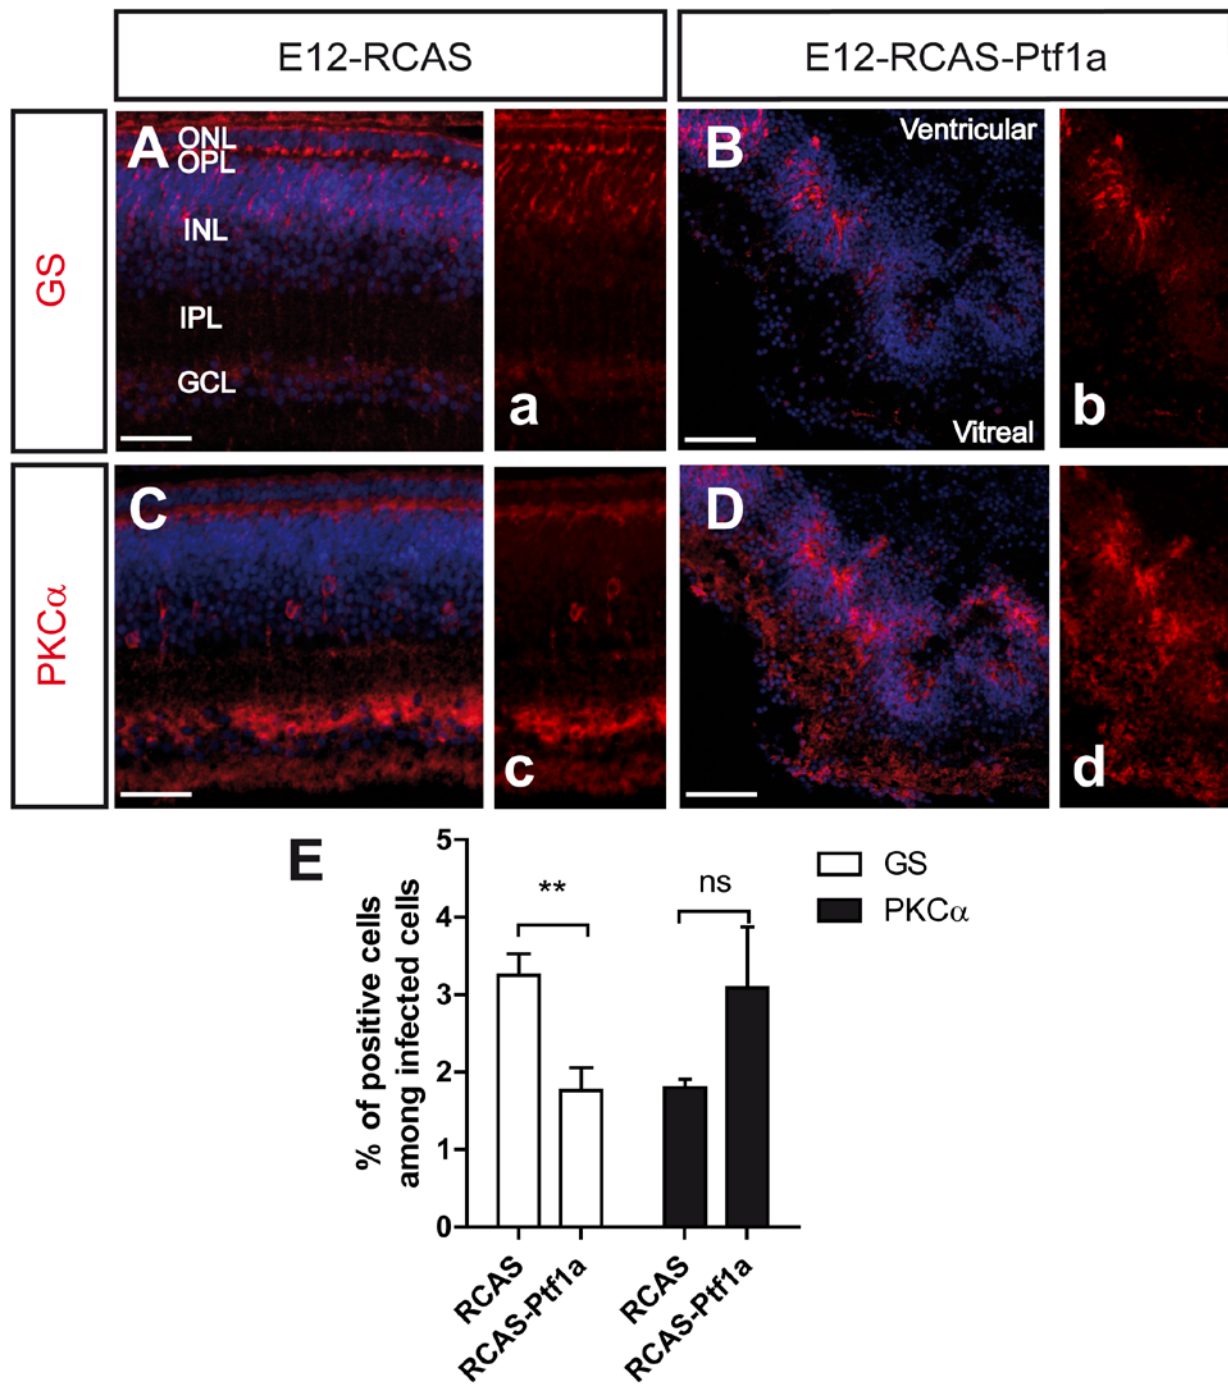 E12-RCAS
E12-RCAS-Ptf1a
GS
A
ONL
OPL
INL
IPL
GCL
a
B
Ventricular
Vitreal
b
PKCα
C
c
D
d
E
% of positive cells
among infected cells
5
4
3
2
1
0
**
ns
GS
PKCα
RCAS
RCAS-Ptf1a
RCAS
RCAS-Ptf1a